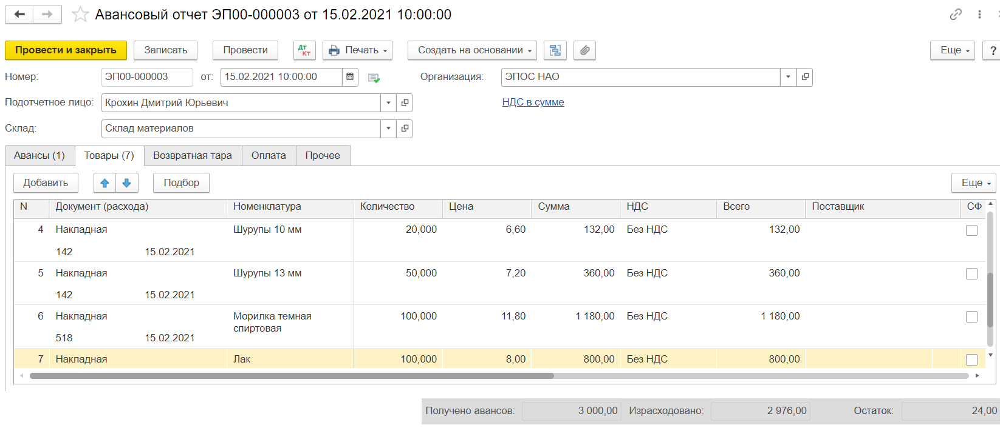 Авансовый отчет ЭП00-000003 от 15.02.2021 10:00:00
Провести и закрыть Записать Провести Дт Кт Печать Создать на основании Еще ?
Номер: ЭП00-000003 от: 15.02.2021 10:00:00 Организация: ЭПОС НАО
Подотчетное лицо: Крохин Дмитрий Юрьевич НДС в сумме
Склад: Склад материалов
Авансы (1) Товары (7) Возвратная тара Оплата Прочее
Добавить Подбор Еще
N Документ (расхода) Номенклатура Количество Цена Сумма НДС Всего Поставщик СФ
4 Накладная Шурупы 10 мм 20,000 6,60 132,00 Без НДС 132,00
142 15.02.2021
5 Накладная Шурупы 13 мм 50,000 7,20 360,00 Без НДС 360,00
142 15.02.2021
6 Накладная Морилка темная 100,000 11,80 1 180,00 Без НДС 1 180,00
спиртовая
518 15.02.2021
7 Накладная Лак 100,000 8,00 800,00 Без НДС 800,00
Получено авансов: 3 000,00 Израсходовано: 2 976,00 Остаток: 24,00